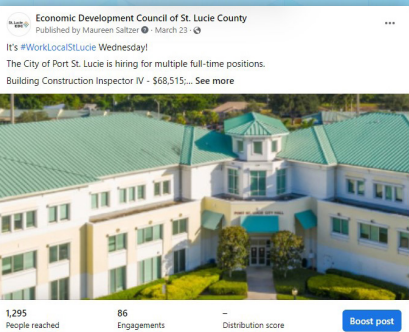 Economic Development Council of St. Lucie County
Published by Maureen Saltzer · March 23 ·
It's #WorkLocalStLucie Wednesday!
The City of Port St. Lucie is hiring for multiple full-time positions.
Building Construction Inspector IV - $68,515;... See more
1,295
People reached
86
Engagements
–
Distribution score
Boost post